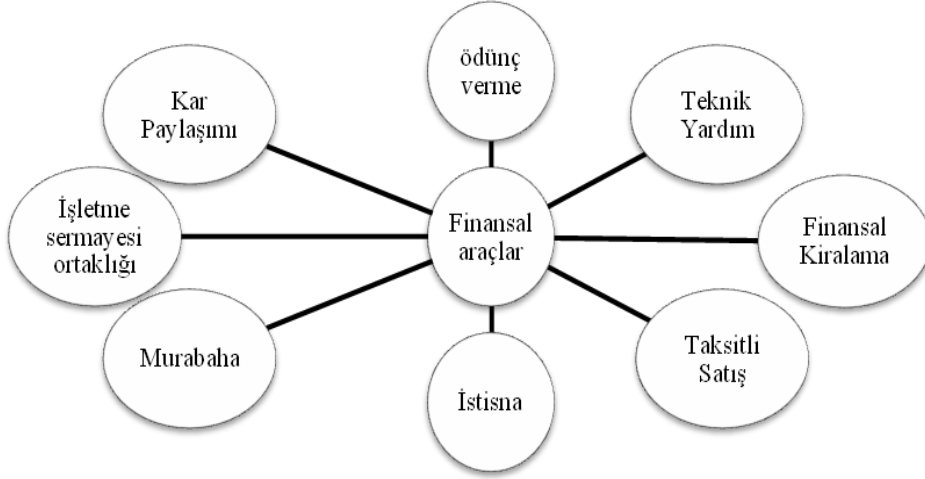 ödünç
verme
Kar
Paylaşımı
Teknik
Yardım
İşletme
sermayesi
ortaklığı
Finansal
araçlar
Finansal
Kiralama
Murabaha
İstisna
Taksitli
Satış